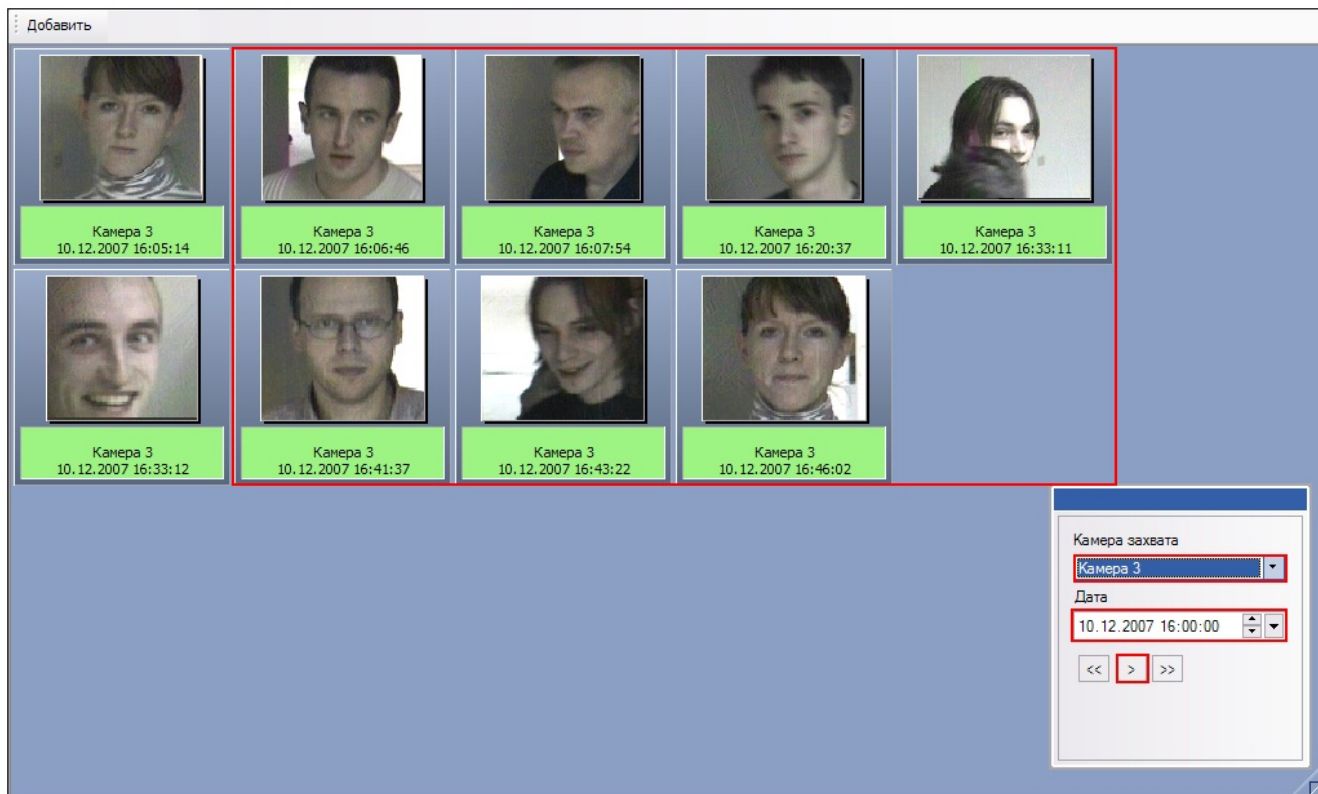 Добавить
Камера 3
10.12.2007 16:05:14
Камера 3
10.12.2007 16:06:46
Камера 3
10.12.2007 16:07:54
Камера 3
10.12.2007 16:20:37
Камера 3
10.12.2007 16:33:11
Камера 3
10.12.2007 16:33:12
Камера 3
10.12.2007 16:41:37
Камера 3
10.12.2007 16:43:22
Камера 3
10.12.2007 16:46:02
Камера захвата
Камера 3
Дата
10.12.2007 16:00:00
<< > >>